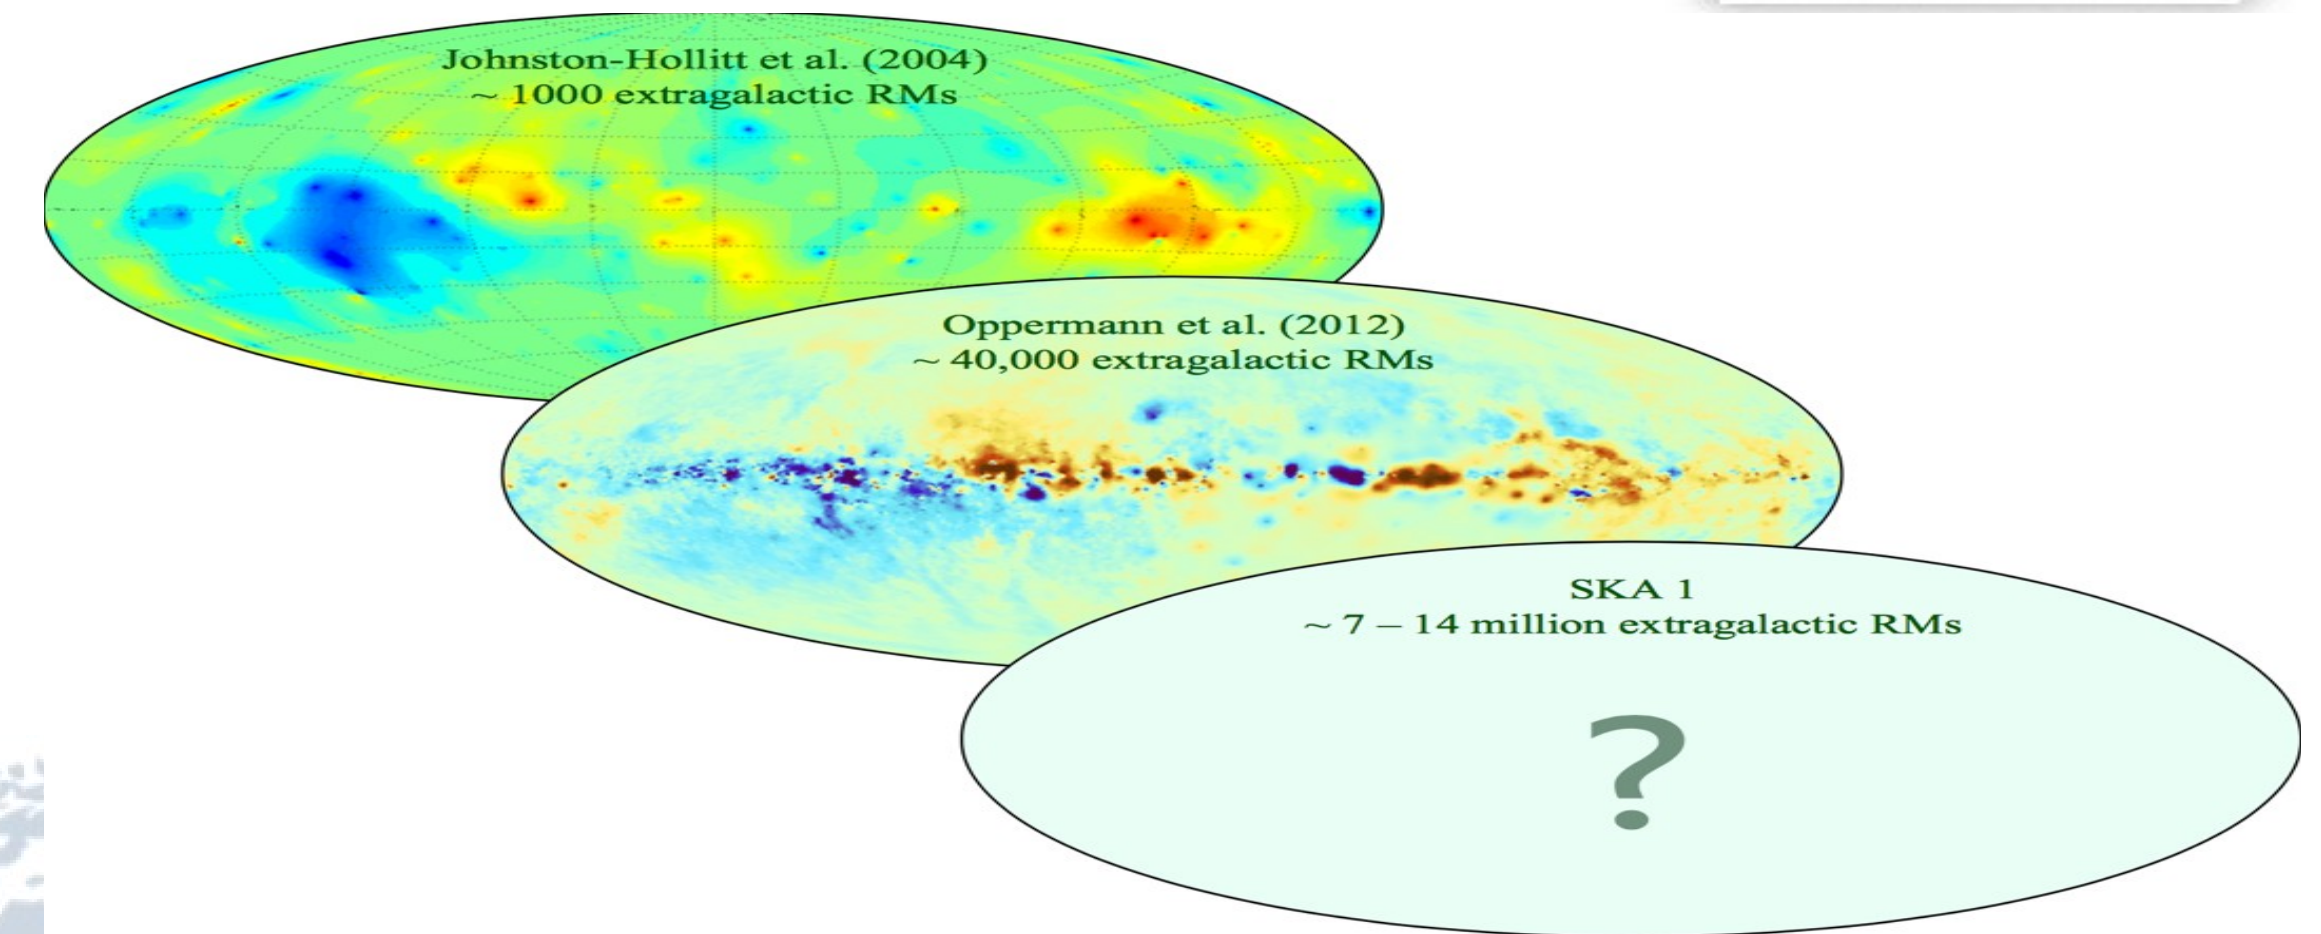 Johnston-Hollitt et al. (2004)
~ 1000 extragalactic RMs
Oppermann et al. (2012)
~ 40,000 extragalactic RMs
SKA 1
~ 7 – 14 million extragalactic RMs
?